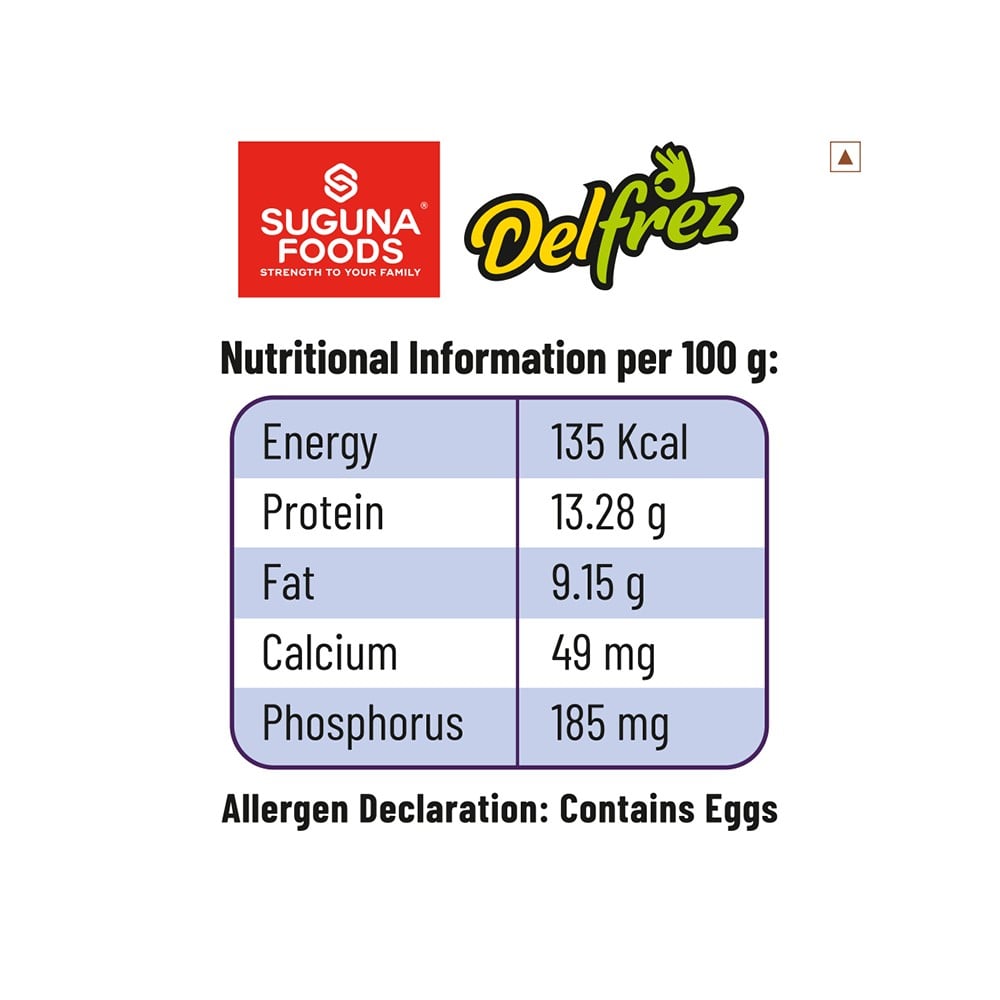 SUGUNA®
FOODS
STRENGTH TO YOUR FAMILY
Delfrez
Nutritional Information per 100 g:
Energy 135 Kcal
Protein 13.28 g
Fat 9.15 g
Calcium 49 mg
Phosphorus 185 mg
Allergen Declaration: Contains Eggs